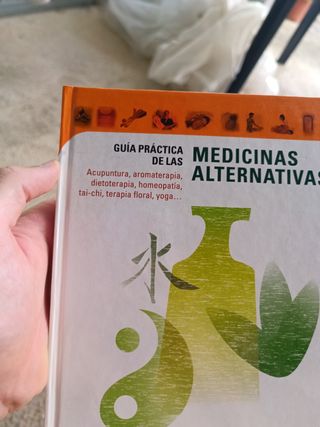 GUÍA PRÁCTICA
DE LAS
MEDICINAS
ALTERNATIVAS
Acupuntura, aromaterapia,
dietoterapia, homeopatía,
tai-chi, terapia floral, yoga...
水